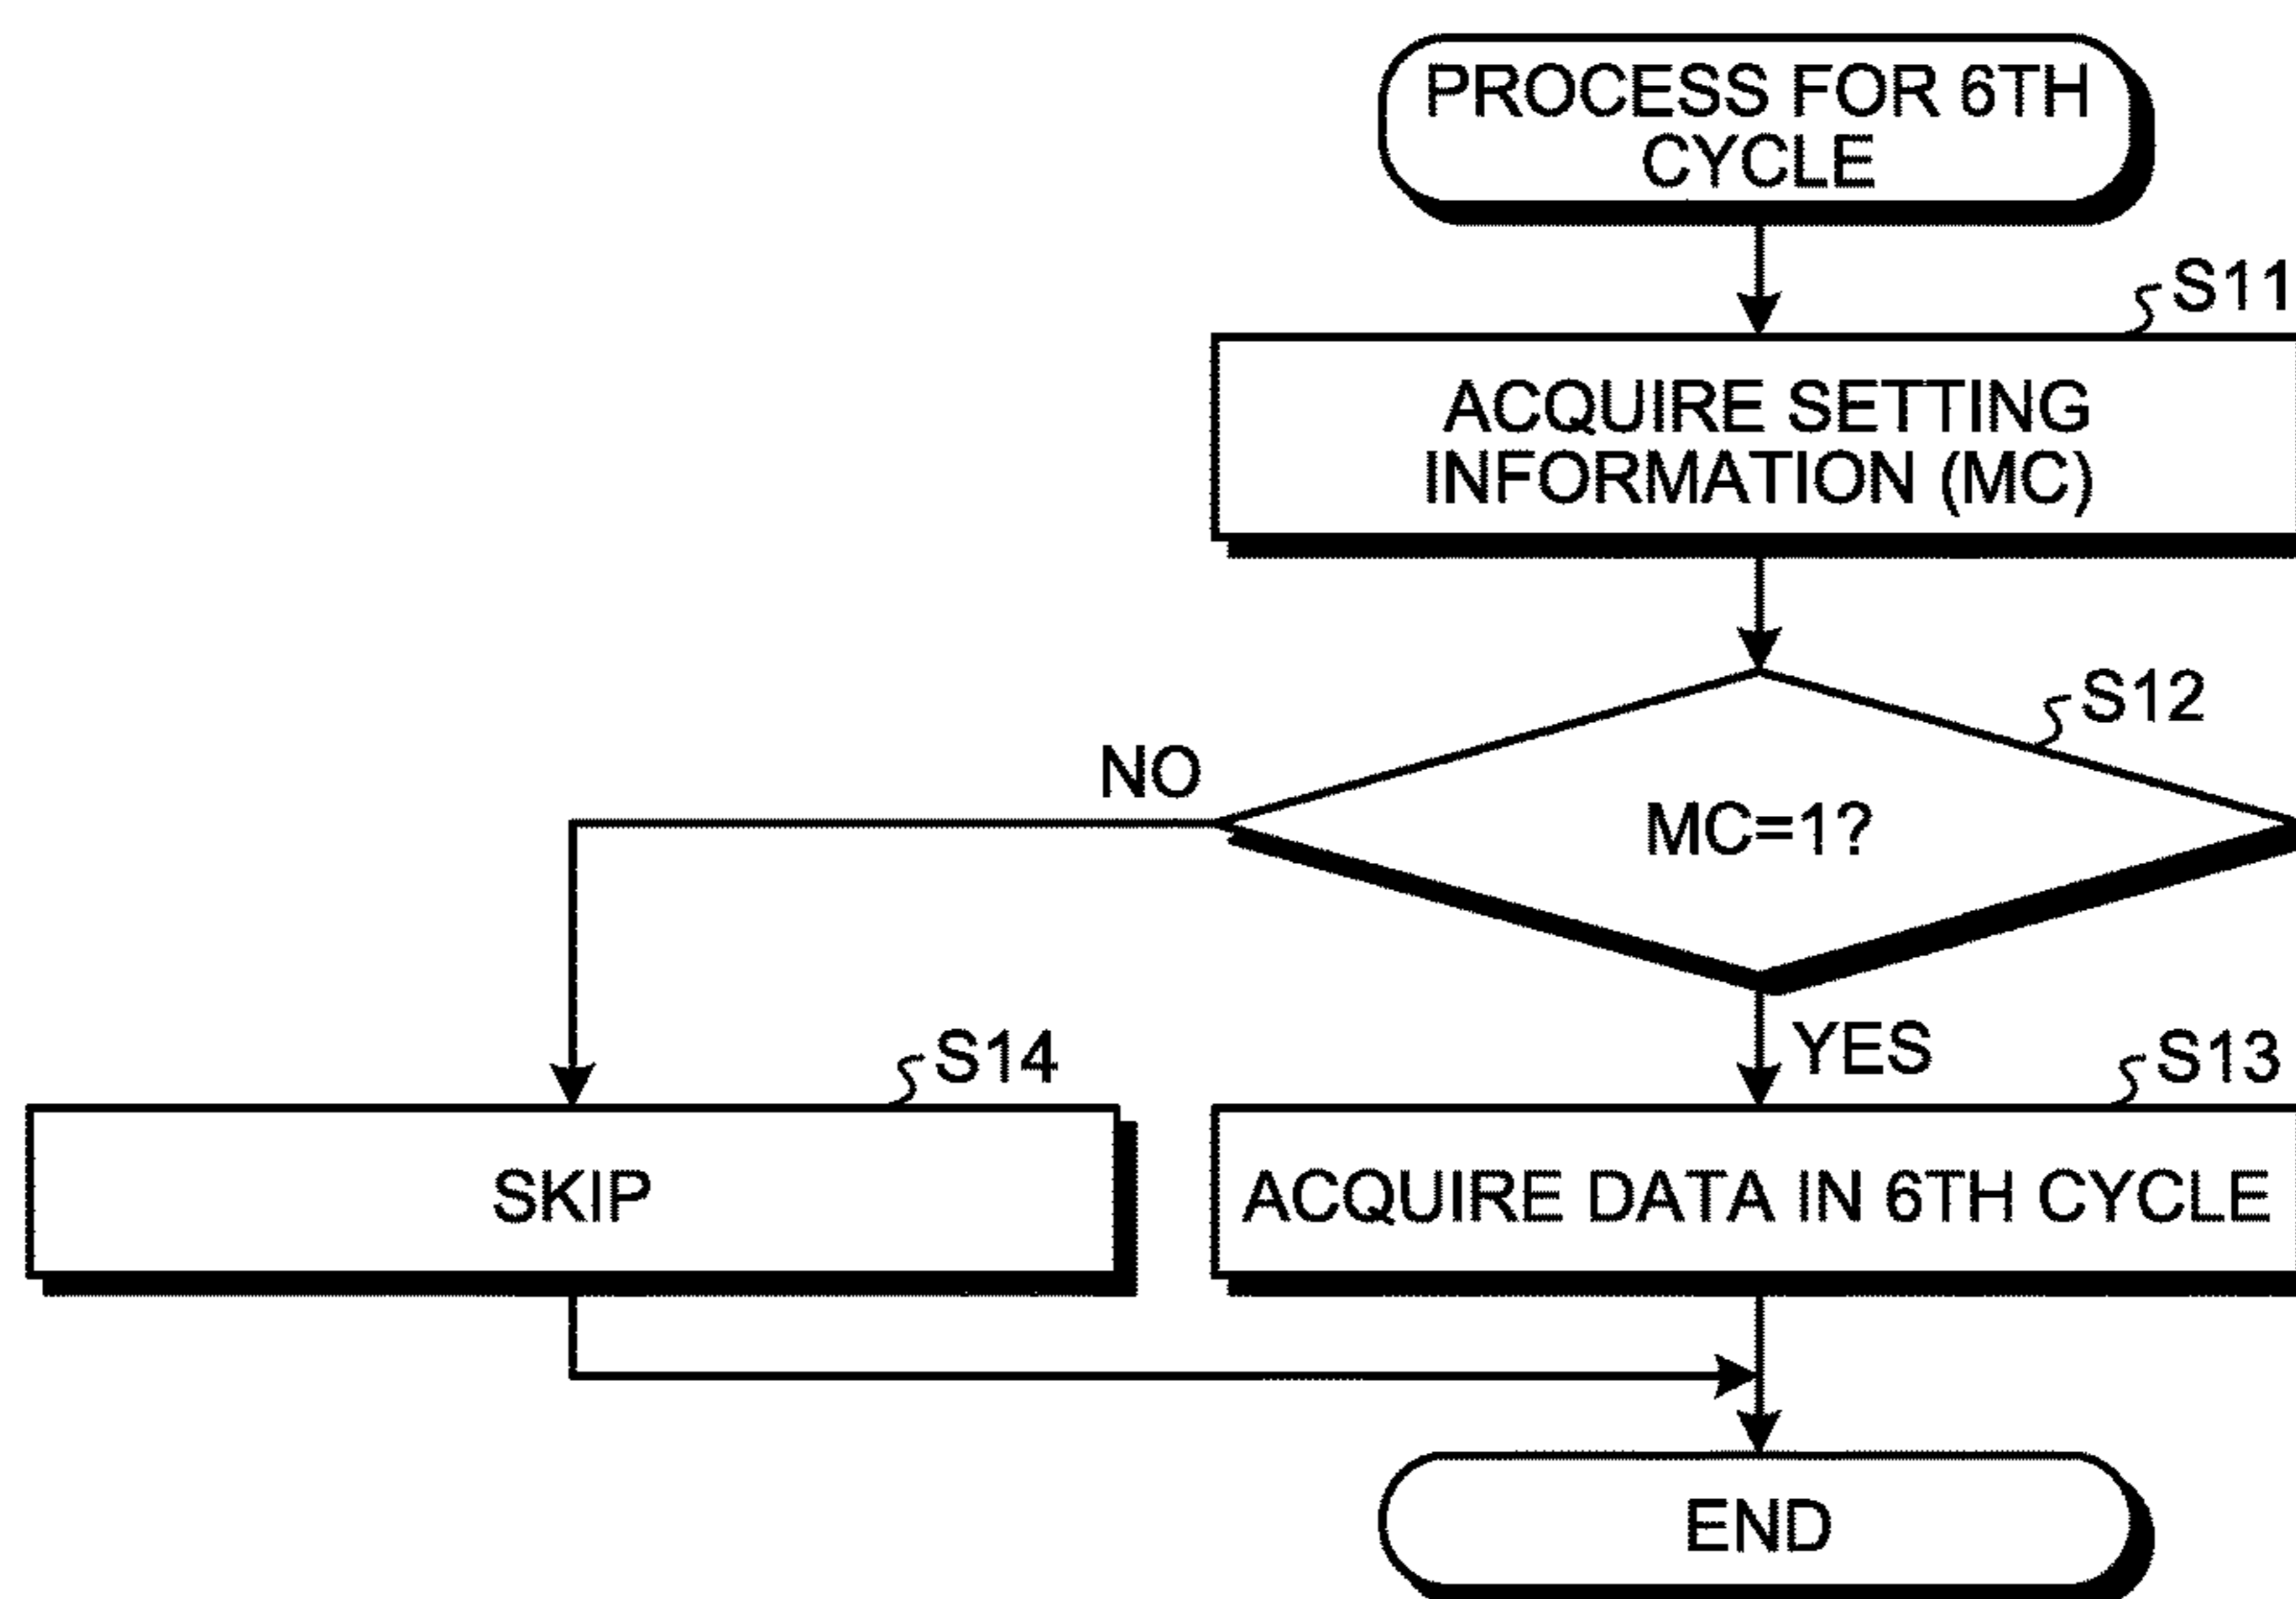 PROCESS FOR 6TH
CYCLE
S11
ACQUIRE SETTING
INFORMATION (MC)
S12
NO
MC=1?
YES
S14
S13
SKIP
ACQUIRE DATA IN 6TH CYCLE
END